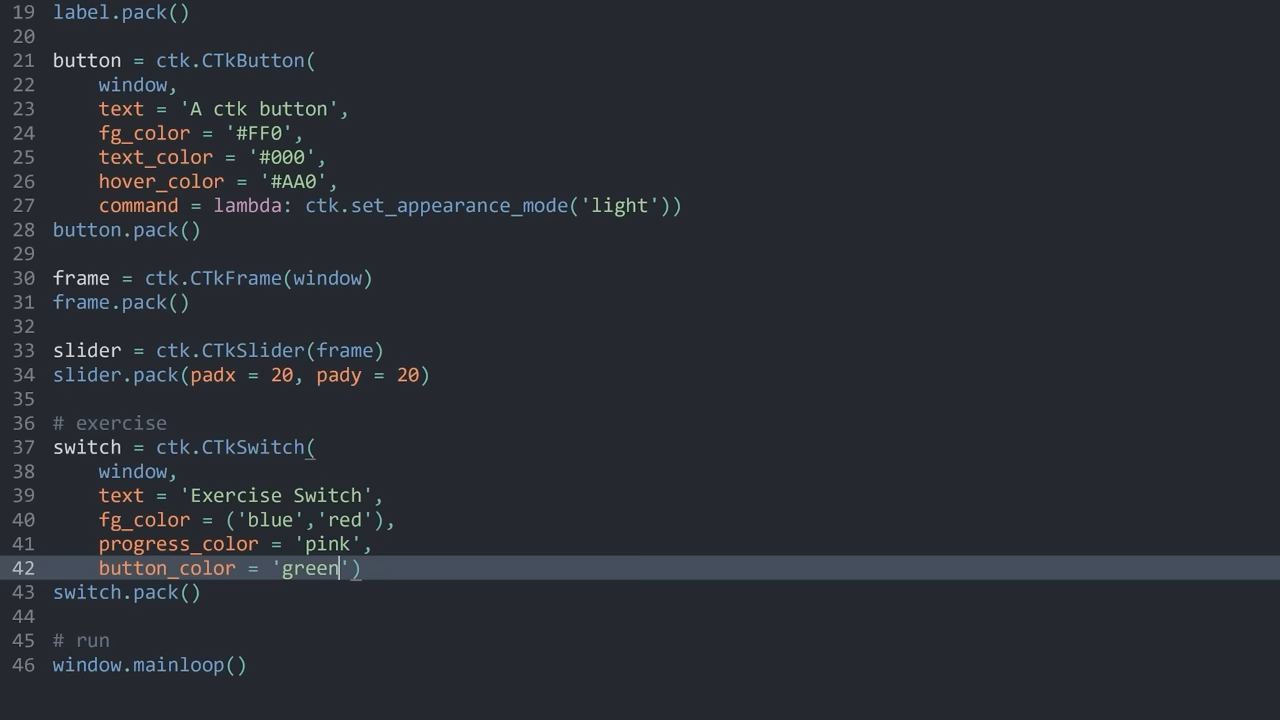 19 label.pack()
20
21 button = ctk.CTkButton(
22     window,
23     text = 'A ctk button',
24     fg_color = '#FF0',
25     text_color = '#000',
26     hover_color = '#AA0',
27     command = lambda: ctk.set_appearance_mode('light'))
28 button.pack()
29
30 frame = ctk.CTkFrame(window)
31 frame.pack()
32
33 slider = ctk.CTkSlider(frame)
34 slider.pack(padx = 20, pady = 20)
35
36 # exercise
37 switch = ctk.CTkSwitch(
38     window,
39     text = 'Exercise Switch',
40     fg_color = ('blue','red'),
41     progress_color = 'pink',
42     button_color = 'green')
43 switch.pack()
44
45 # run
46 window.mainloop()